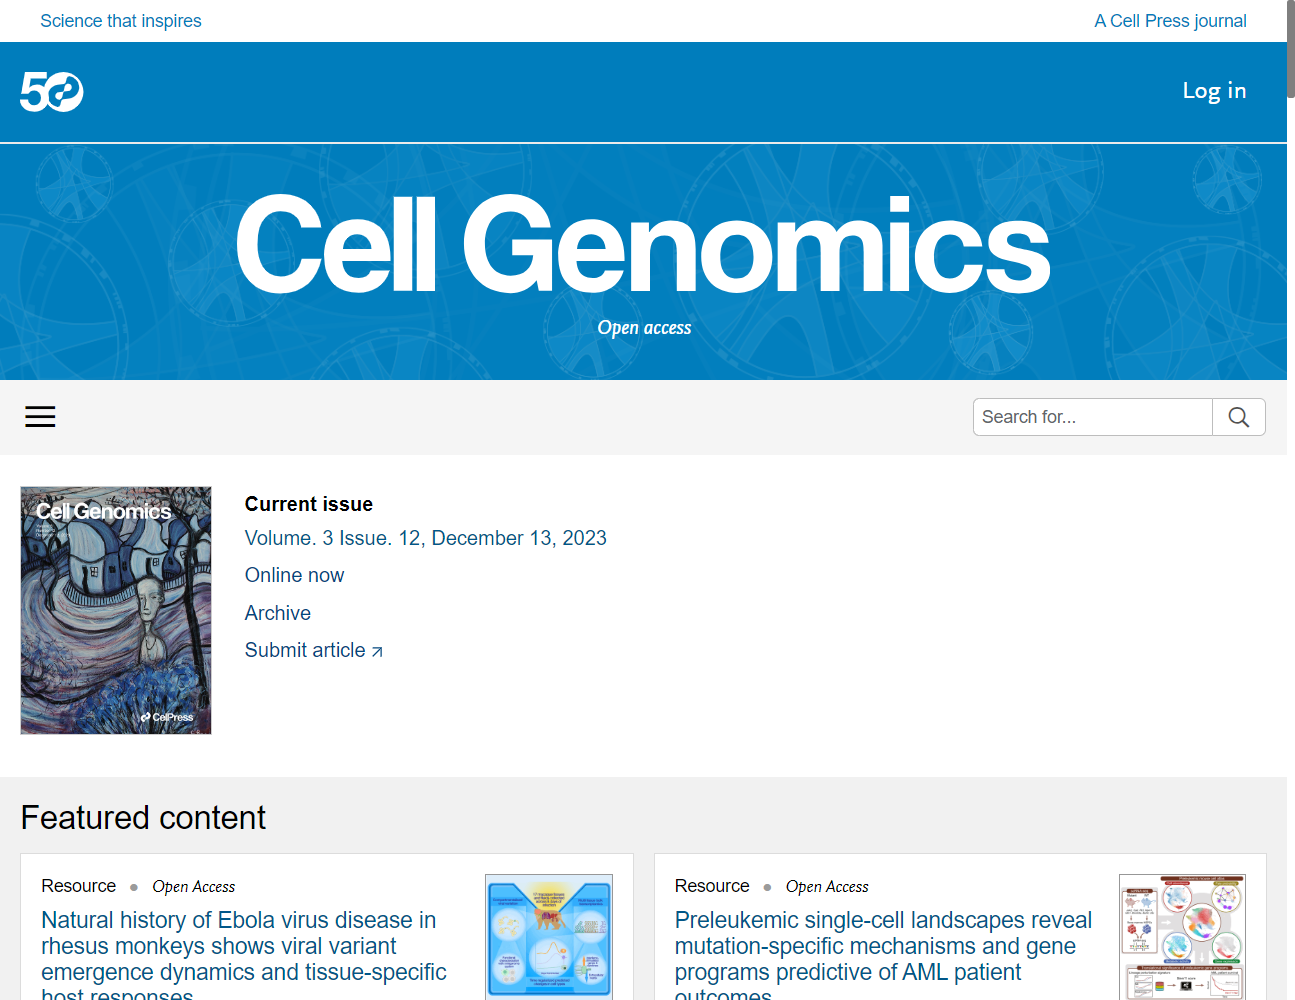 Science that inspires
A Cell Press journal
50
Log in
Cell Genomics
Open access
Search for...
Cell Genomics
CellPress
Current issue
Volume. 3 Issue. 12, December 13, 2023
Online now
Archive
Submit article
Featured content
Resource • Open Access
Natural history of Ebola virus disease in
rhesus monkeys shows viral variant
emergence dynamics and tissue-specific
host responses
Resource • Open Access
Preleukemic single-cell landscapes reveal
mutation-specific mechanisms and gene
programs predictive of AML patient
outcomes